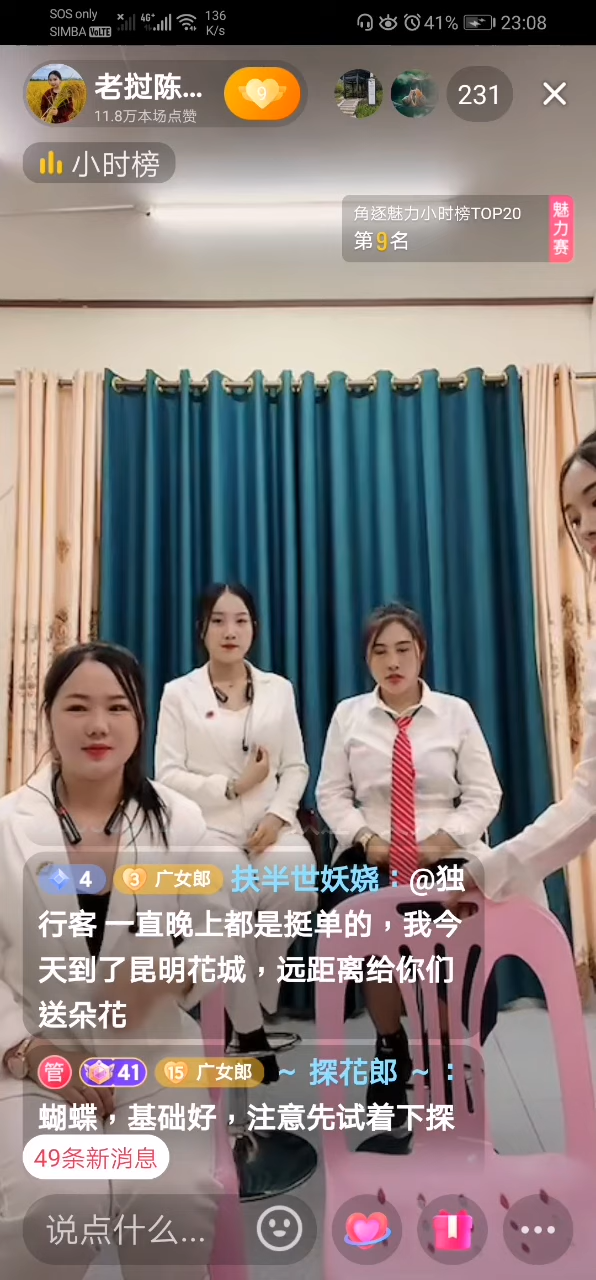 SOS only
SIMBA VoLTE
4G+
136
K/s
41%
23:08
老挝陈...
11.8万本场点赞
9
231
小时榜
角逐魅力小时榜TOP20
第9名
魅力赛
4 3 广女郎 扶半世妖娆：@独
行客 一直晚上都是挺单的，我今
天到了昆明花城，远距离给你们
送朵花
管 41 15 广女郎 ~ 探花郎 ~ ：
蝴蝶，基础好，注意先试着下探
49条新消息
说点什么...